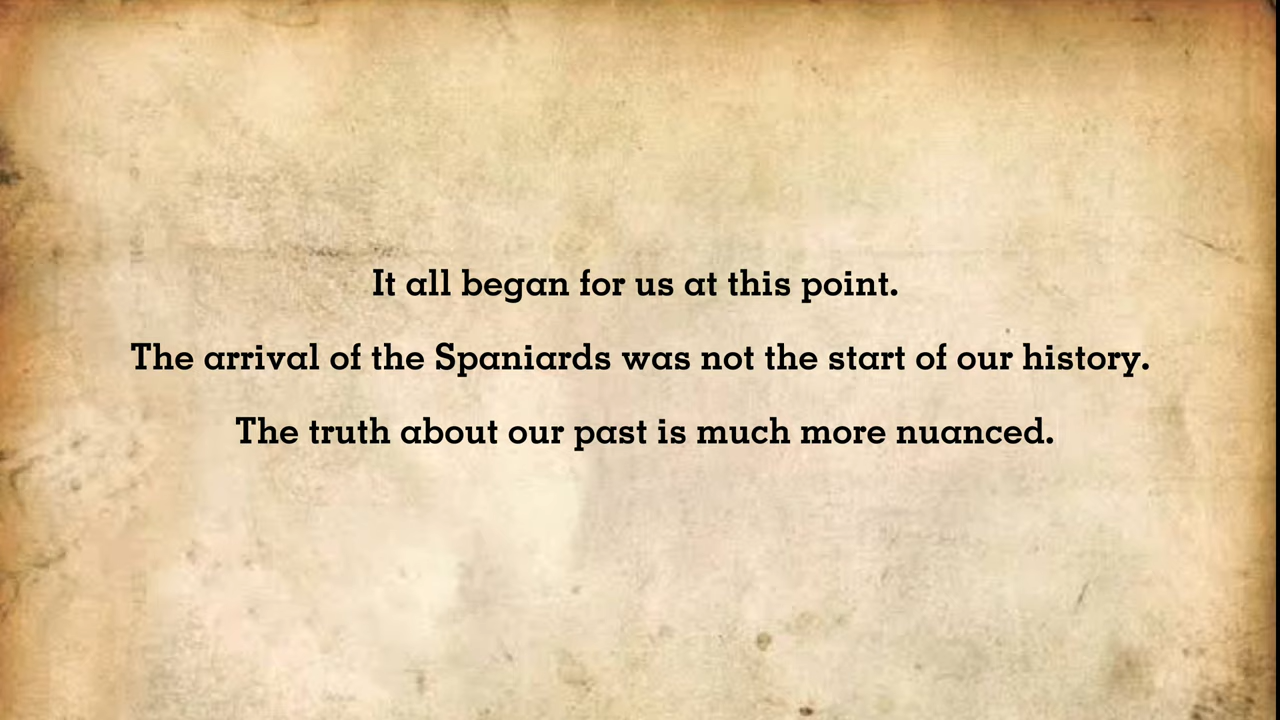 It all began for us at this point.
The arrival of the Spaniards was not the start of our history.
The truth about our past is much more nuanced.